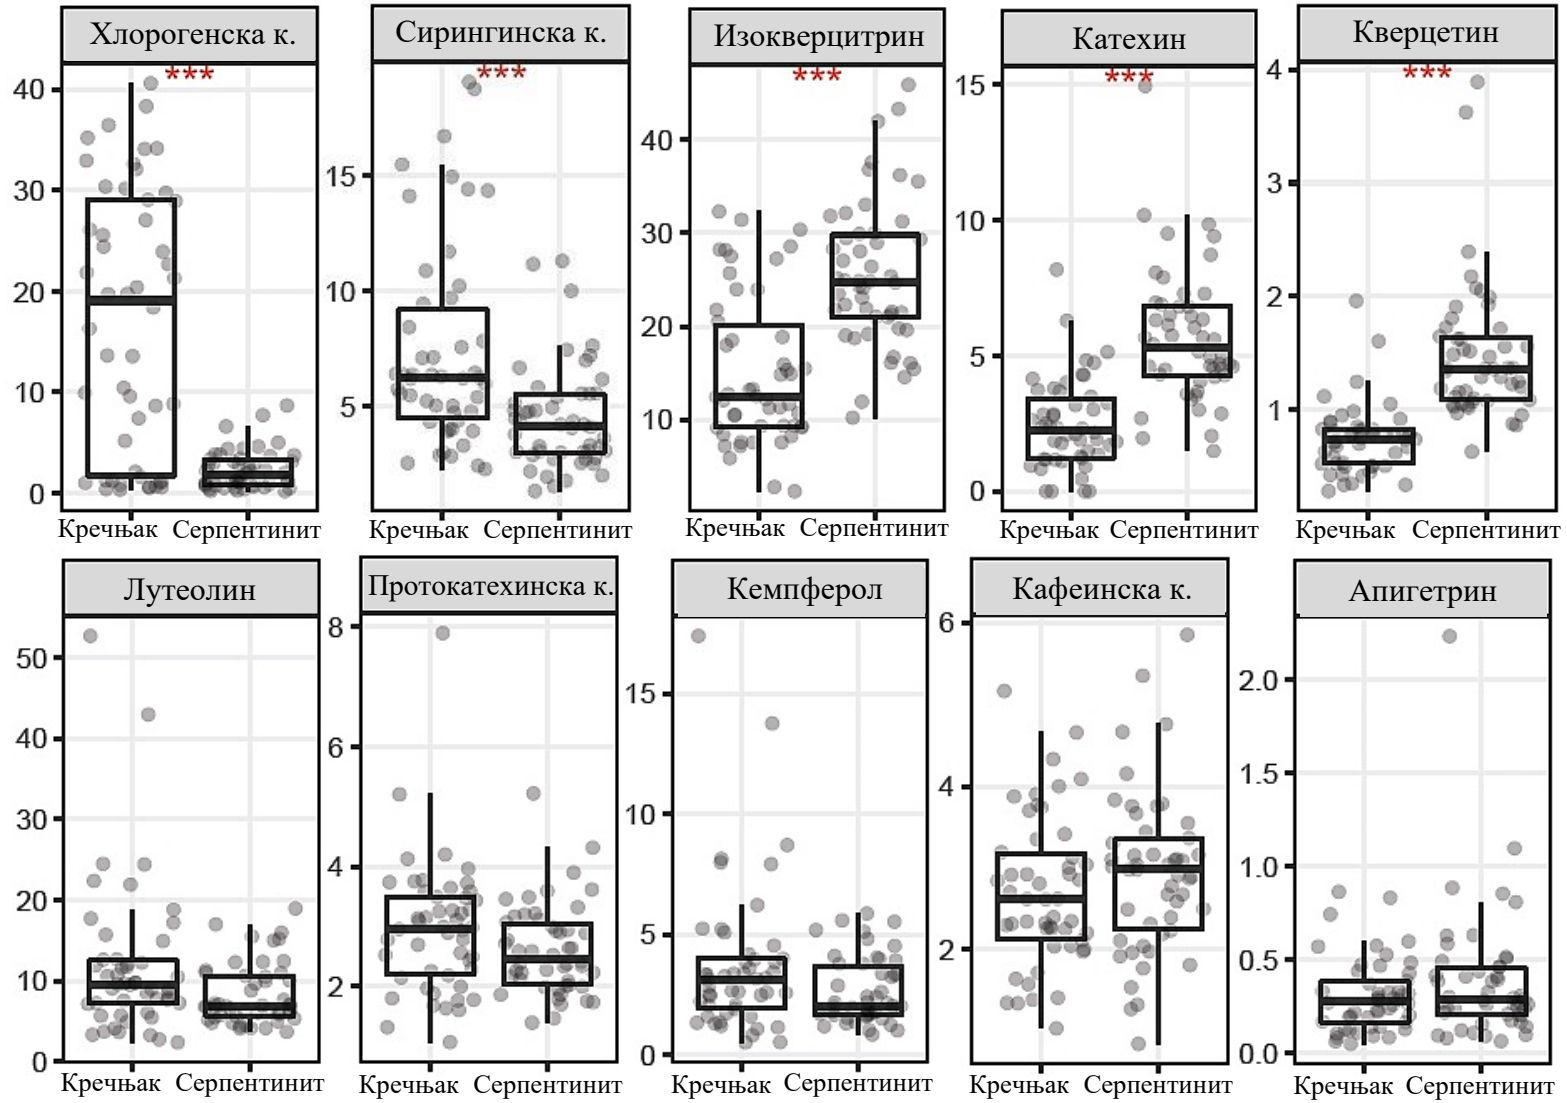 Хлорогенска к.
***
40
30
20
10
0
Кречњак Серпентинит
Сирингинска к.
***
15
10
5
Кречњак Серпентинит
Изокверцитрин
***
40
30
20
10
Кречњак Серпентинит
Катехин
***
15
10
5
0
Кречњак Серпентинит
Кверцетин
***
4
3
2
1
Кречњак Серпентинит
Лутеолин
50
40
30
20
10
0
Кречњак Серпентинит
Протокатехинска к.
8
6
4
2
Кречњак Серпентинит
Кемпферол
15
10
5
0
Кречњак Серпентинит
Кафеинска к.
6
4
2
Кречњак Серпентинит
Апигетрин
2.0
1.5
1.0
0.5
0.0
Кречњак Серпентинит